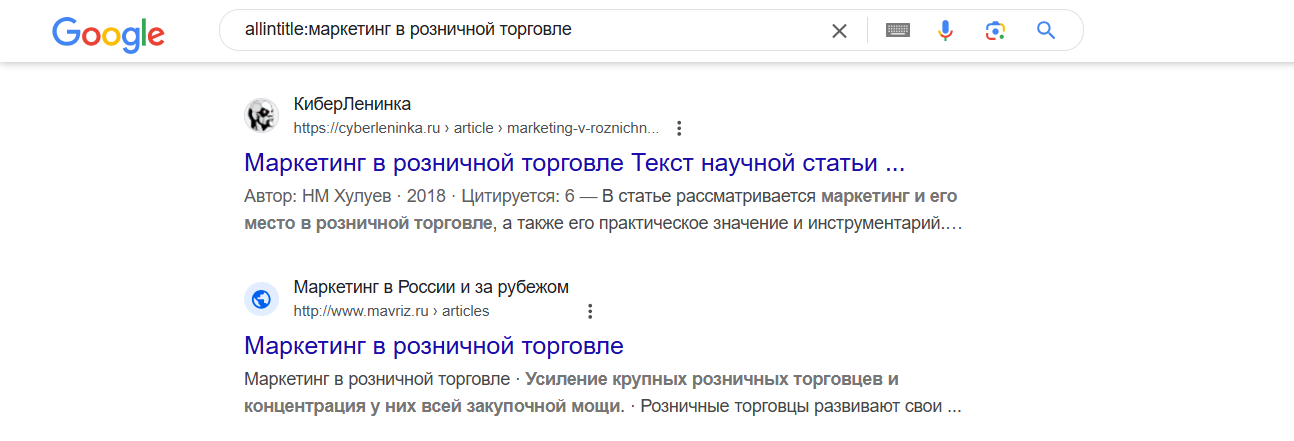 Google
allintitle:маркетинг в розничной торговле
КиберЛенинка
https://cyberleninka.ru › article › marketing-v-roznichn...
Маркетинг в розничной торговле Текст научной статьи ...
Автор: НМ Хулуев · 2018 · Цитируется: 6 — В статье рассматривается маркетинг и его
место в розничной торговле, а также его практическое значение и инструментарий.…
Маркетинг в России и за рубежом
http://www.mavriz.ru › articles
Маркетинг в розничной торговле
Маркетинг в розничной торговле · Усиление крупных розничных торговцев и
концентрация у них всей закупочной мощи. · Розничные торговцы развивают свои ...